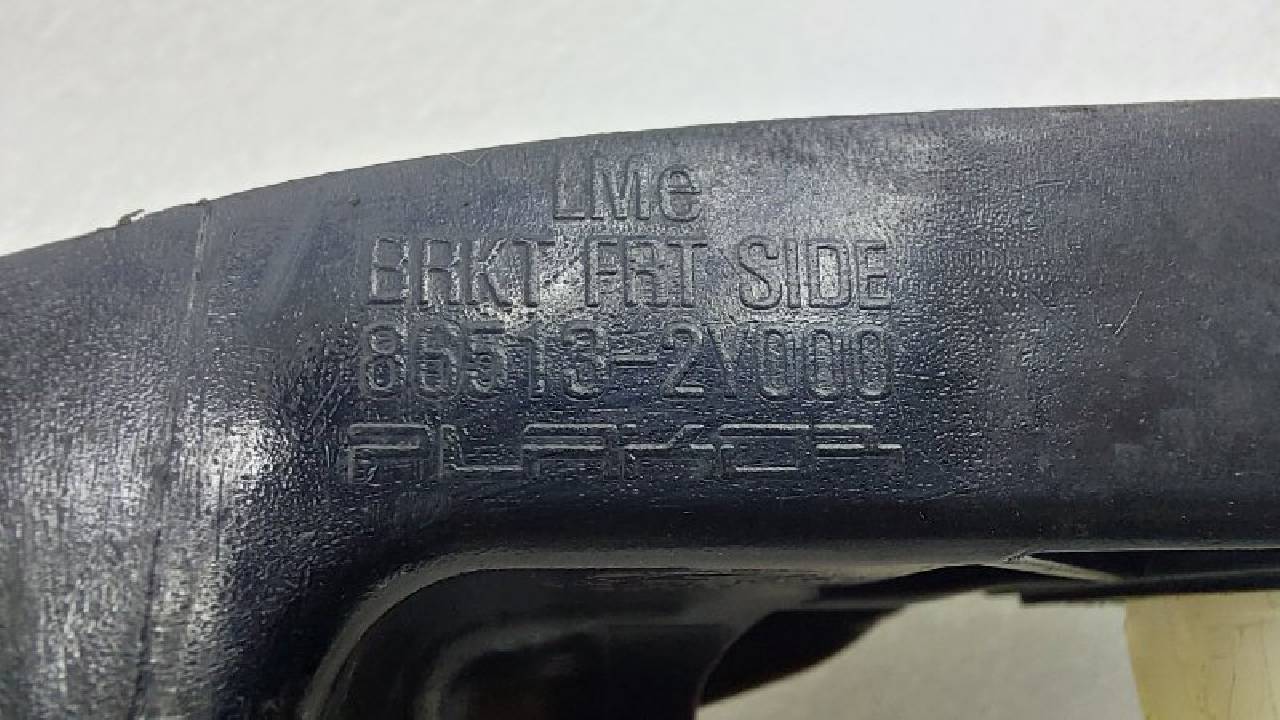 LMe
BRKT FRT SIDE
86513-2Y000
PLAKOR